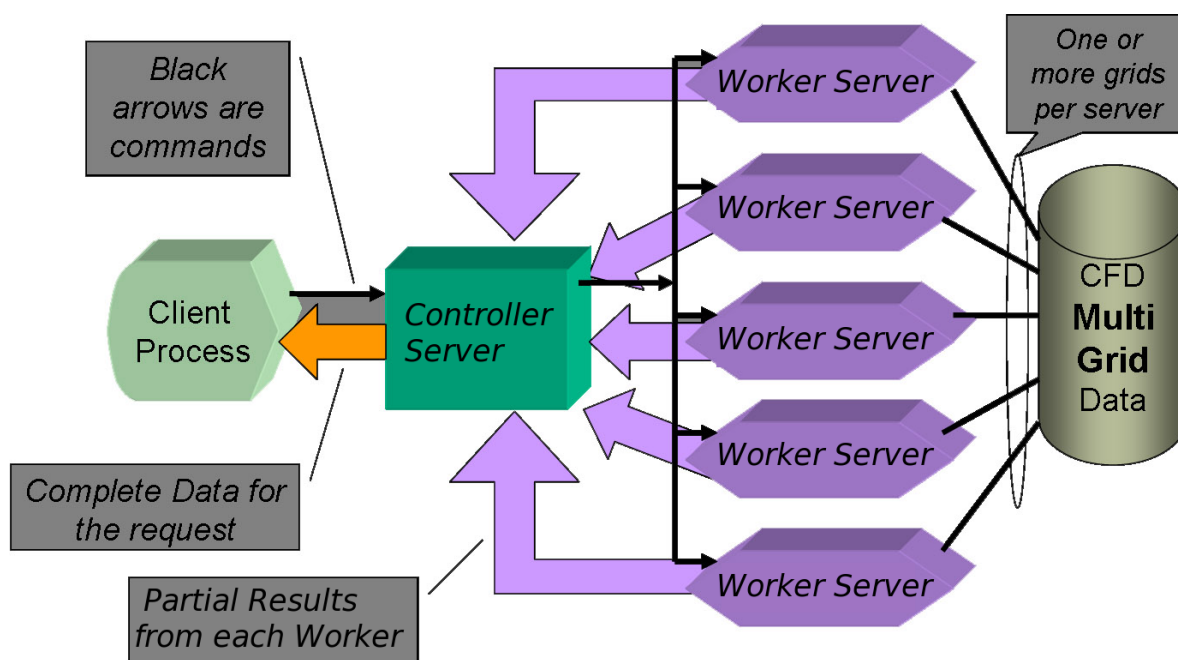 Black
arrows are
commands
Worker Server
One or
more grids
per server
Worker Server
Client
Process
Controller
Server
Worker Server
CFD
Multi
Grid
Data
Worker Server
Complete Data for
the request
Worker Server
Partial Results
from each Worker